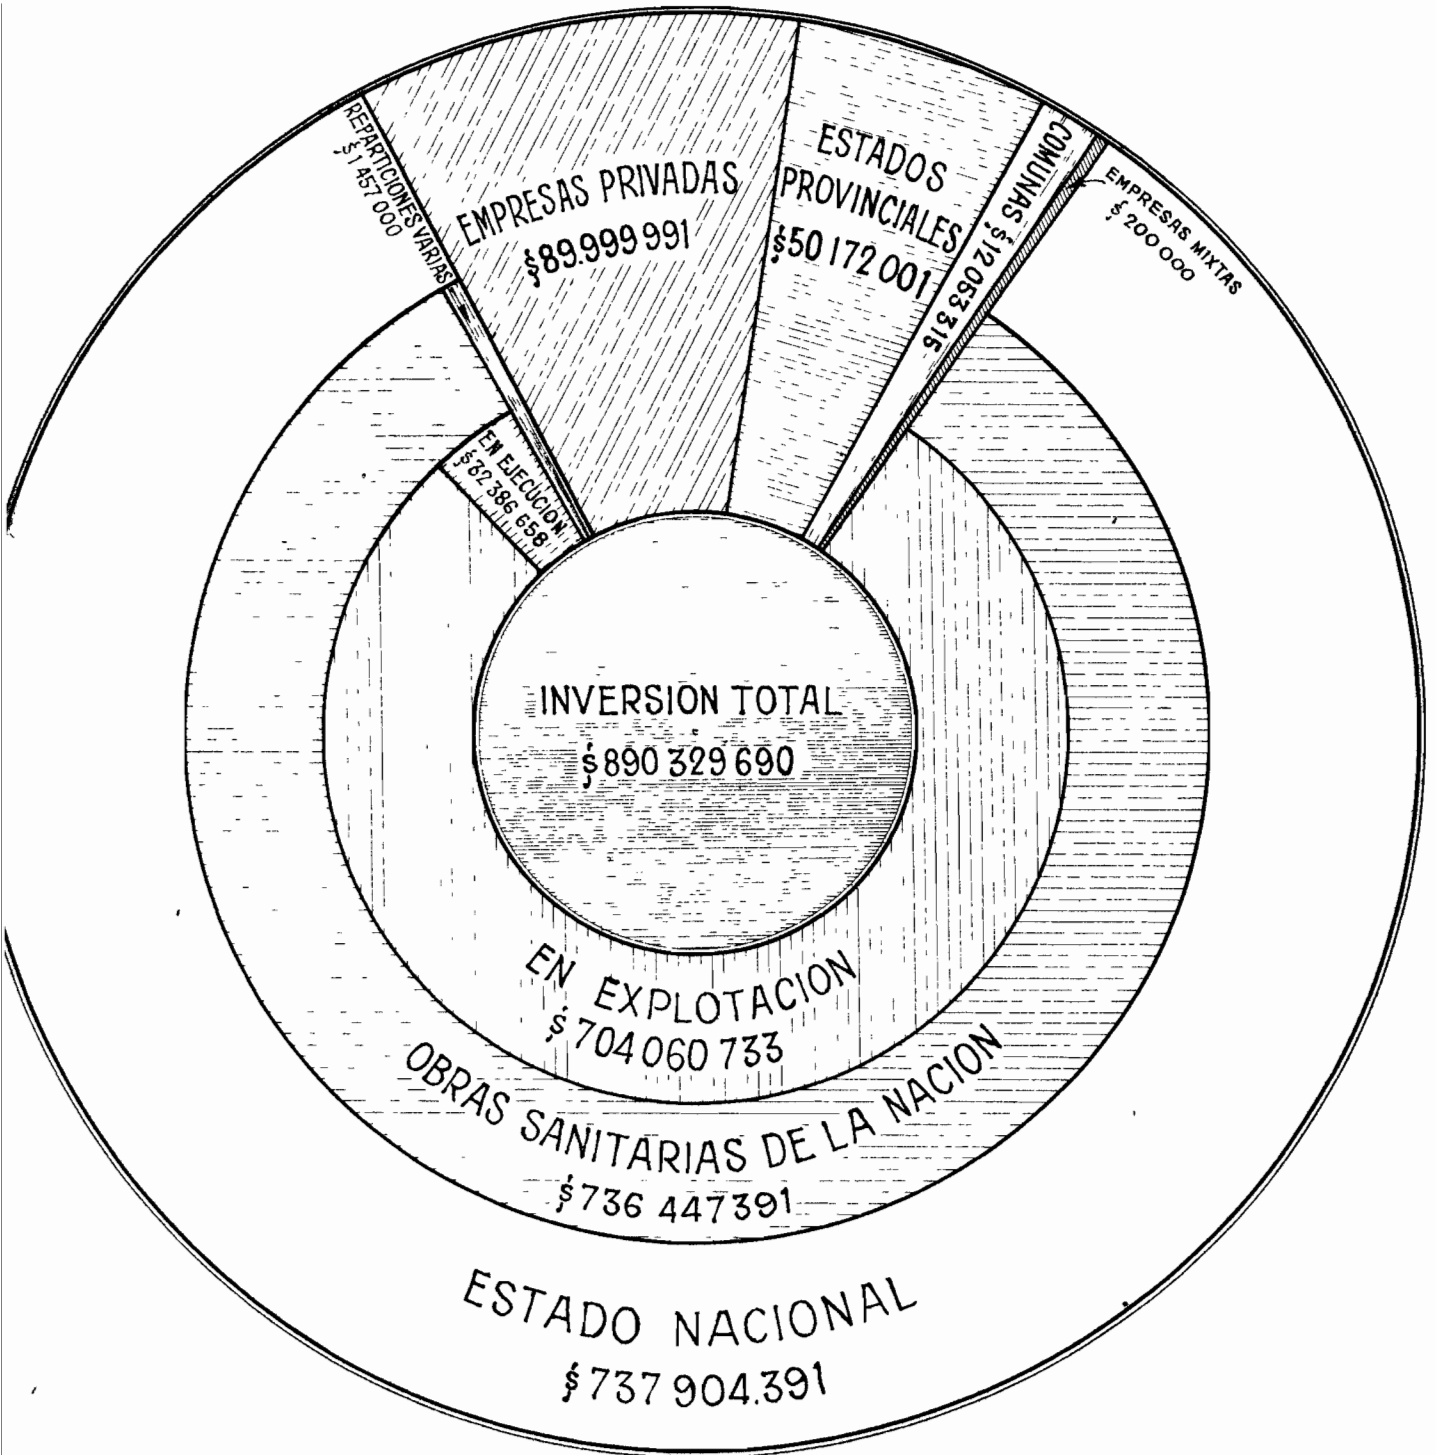 REPARTICIONES VARIAS
$1 457 000
EMPRESAS PRIVADAS
$89.999 991
ESTADOS
PROVINCIALES
$50 172 001
COMUNAS $12 053 316
EMPRESAS MIXTAS
$200 000
EN EJECUCION
$32 386 658
INVERSION TOTAL
$890 329 690
EN EXPLOTACION
$704 060 733
OBRAS SANITARIAS DE LA NACION
$736 447 391
ESTADO NACIONAL
$737 904.391